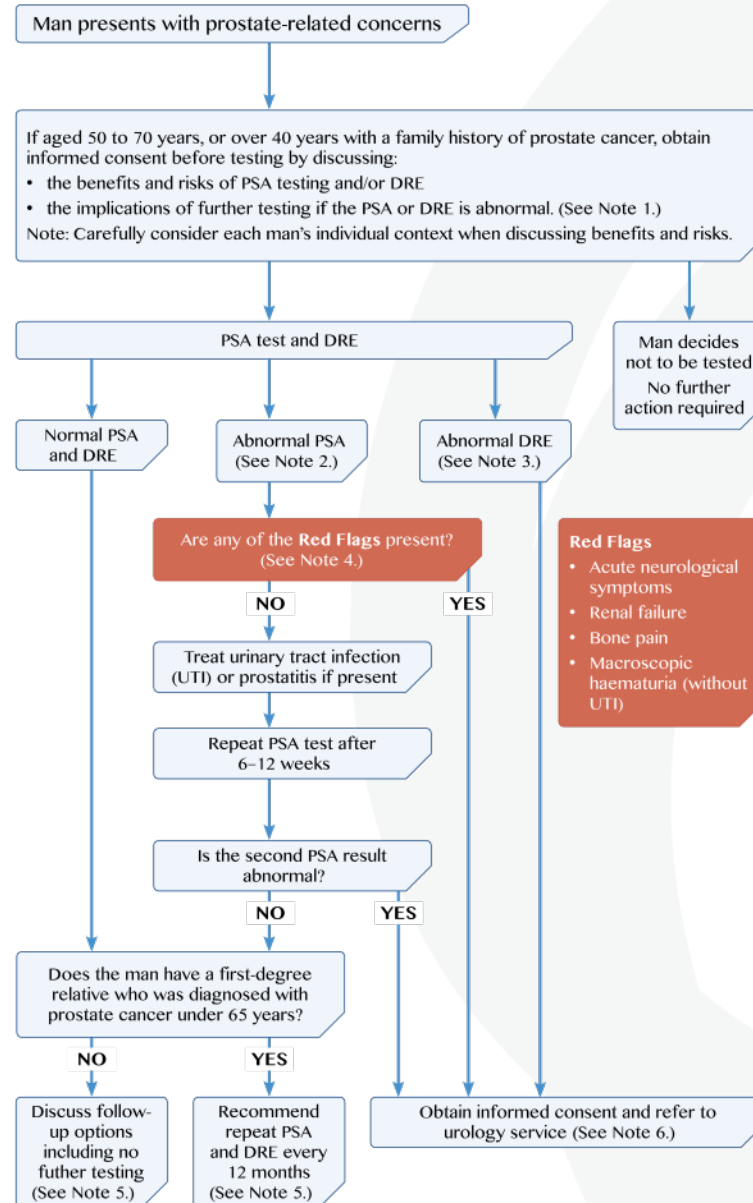 Man presents with prostate-related concerns
If aged 50 to 70 years, or over 40 years with a family history of prostate cancer, obtain
informed consent before testing by discussing:
• the benefits and risks of PSA testing and/or DRE
• the implications of further testing if the PSA or DRE is abnormal. (See Note 1.)
Note: Carefully consider each man's individual context when discussing benefits and risks.
PSA test and DRE
Man decides
not to be tested
No further
action required
Normal PSA
and DRE
Abnormal PSA
(See Note 2.)
Abnormal DRE
(See Note 3.)
Are any of the Red Flags present?
(See Note 4.)
Red Flags
• Acute neurological
symptoms
• Renal failure
• Bone pain
• Macroscopic
haematuria (without
UTI)
NO
YES
Treat urinary tract infection
(UTI) or prostatitis if present
Repeat PSA test after
6–12 weeks
Is the second PSA result
abnormal?
NO
YES
Does the man have a first-degree
relative who was diagnosed with
prostate cancer under 65 years?
NO
YES
Discuss follow-
up options
including no
futher testing
(See Note 5.)
Recommend
repeat PSA
and DRE every
12 months
(See Note 5.)
Obtain informed consent and refer to
urology service (See Note 6.)